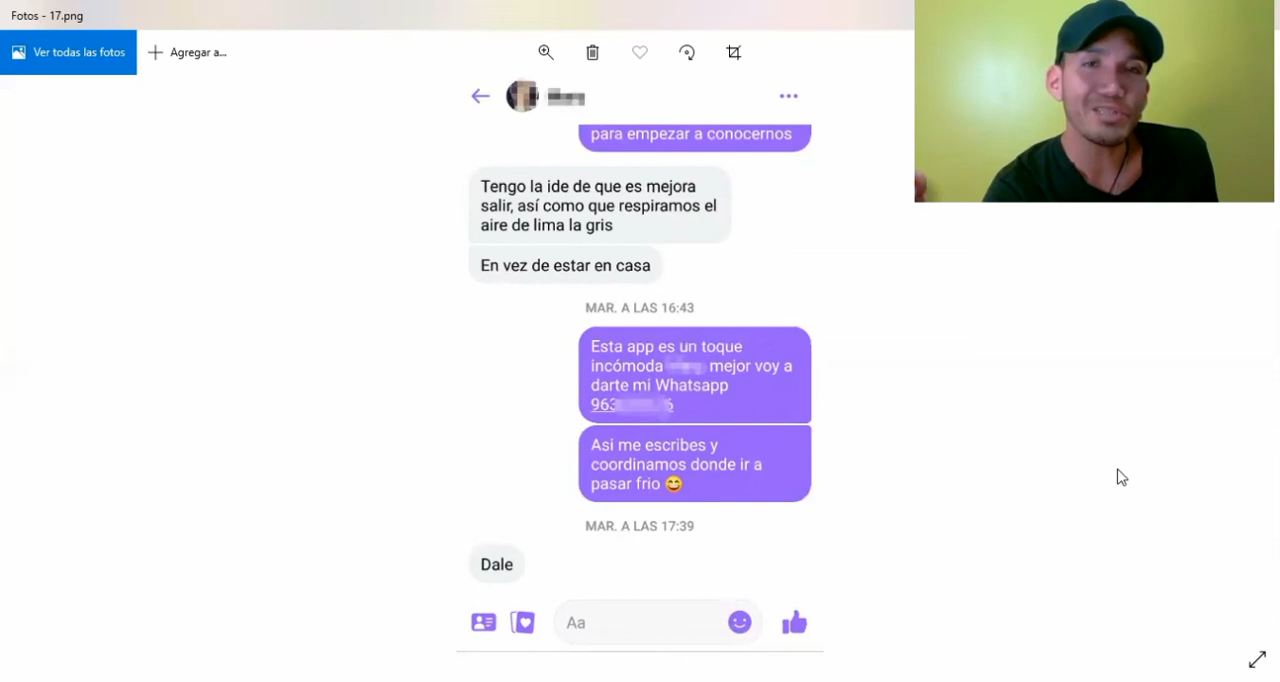 Fotos - 17.png
Ver todas las fotos
Agregar a...
para empezar a conocernos
Tengo la ide de que es mejora
salir, así como que respiramos el
aire de lima la gris
En vez de estar en casa
MAR. A LAS 16:43
Esta app es un toque
incómoda mejor voy a
darte mi Whatsapp
963 6
Asi me escribes y
coordinamos donde ir a
pasar frio 😄
MAR. A LAS 17:39
Dale
Aa